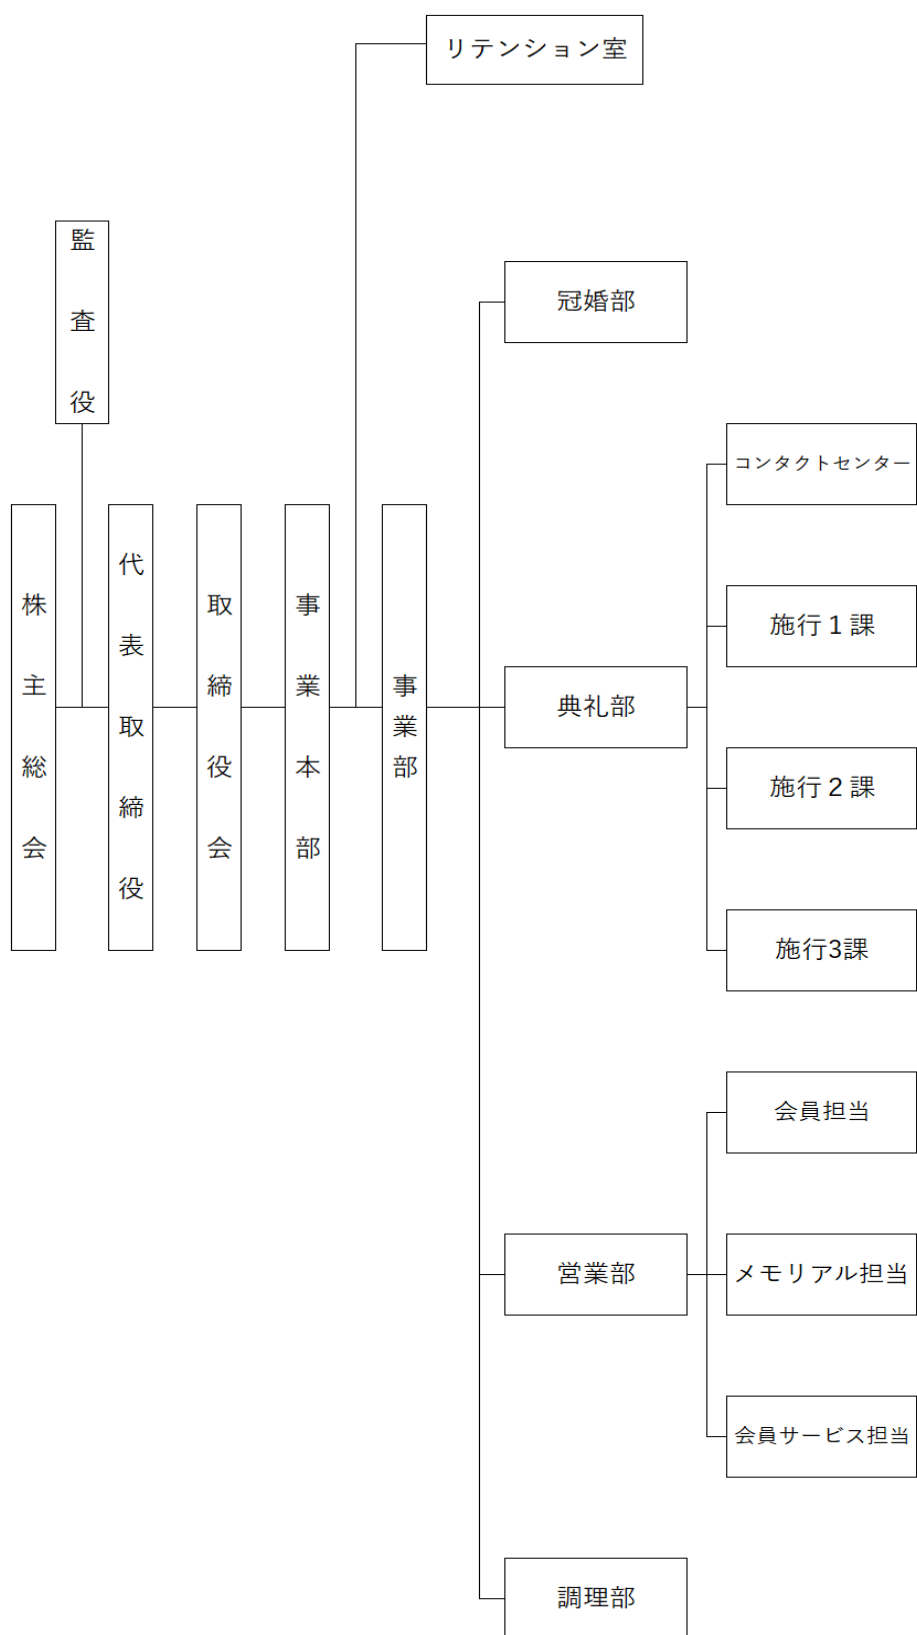 リテンション室
監査役
株主総会
代表取締役
取締役会
事業本部
事業部
冠婚部
典礼部
コンタクトセンター
施行１課
施行２課
施行3課
営業部
会員担当
メモリアル担当
会員サービス担当
調理部